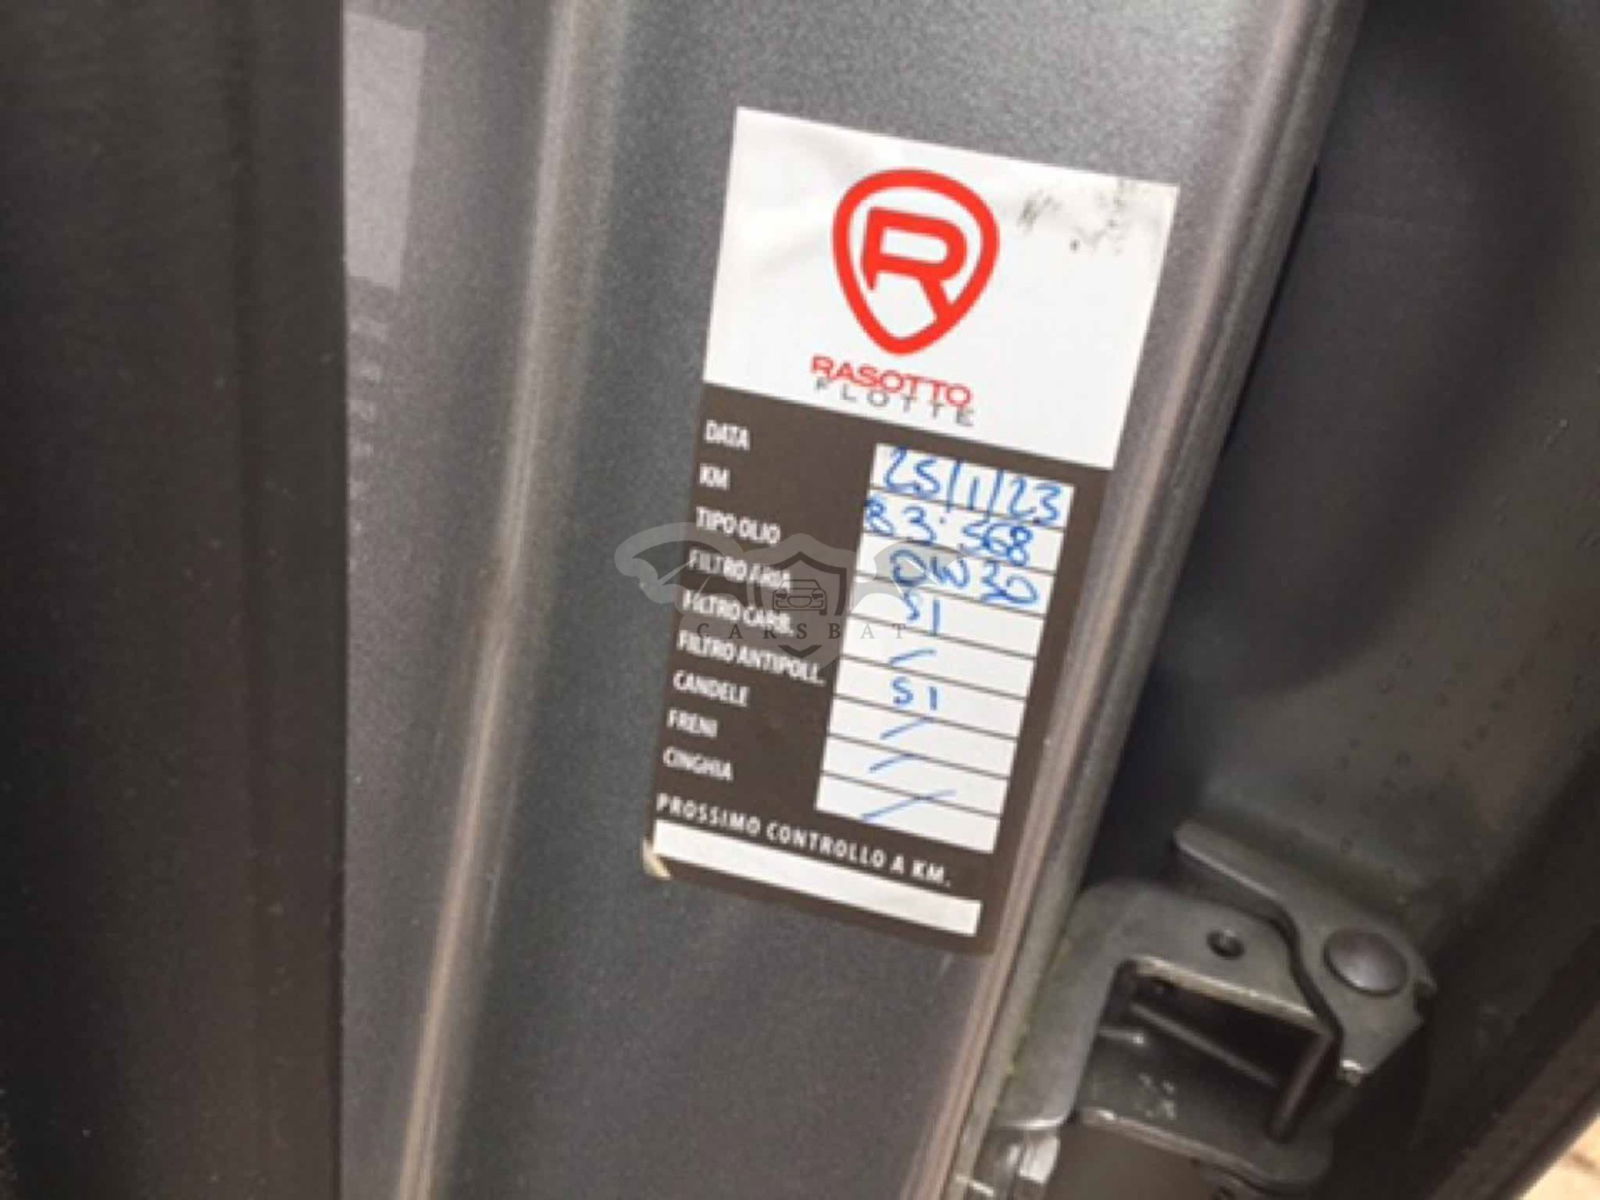 R
RASOTTO
FLOTTE
DATA 25/1/23
KM 83.568
TIPO OLIO 0W30
FILTRO ARIA SI
FILTRO CARB. /
FILTRO ANTIPOLL. SI
CANDELE /
FRENI /
CINGHIA /
PROSSIMO CONTROLLO A KM.
CARSBAT